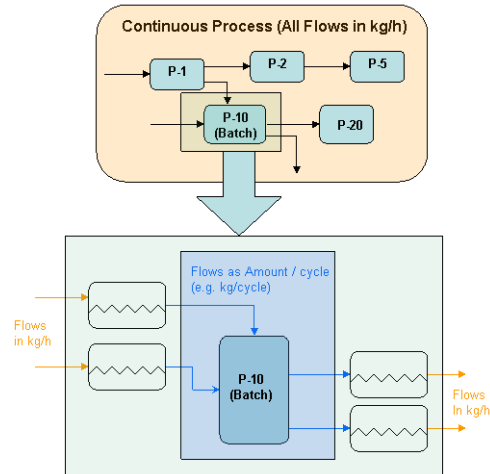 Continuous Process (All Flows in kg/h)
P-1
P-2
P-5
P-10
(Batch)
P-20
Flows as Amount / cycle
(e.g. kg/cycle)
Flows
in kg/h
P-10
(Batch)
Flows
In kg/h